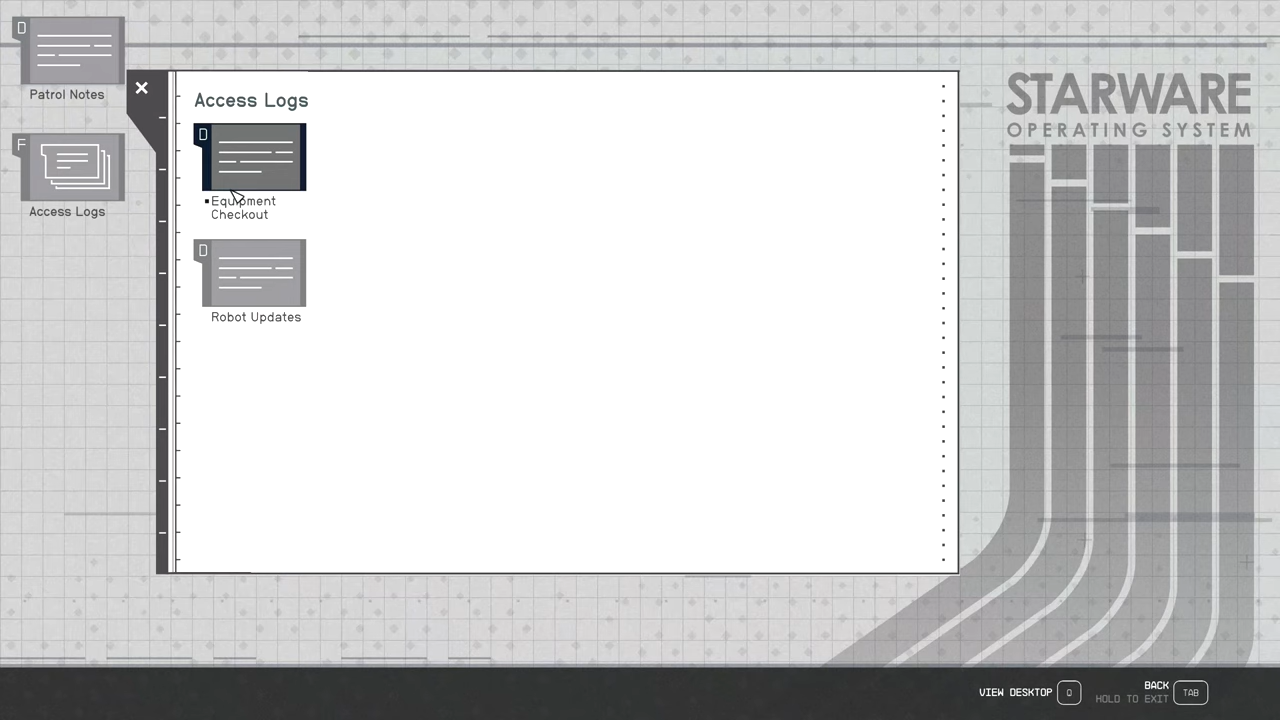 D
Patrol Notes
F
Access Logs
Access Logs
D
Equipment
Checkout
D
Robot Updates
STARWARE
OPERATING SYSTEM
VIEW DESKTOP Q
BACK
HOLD TO EXIT TAB